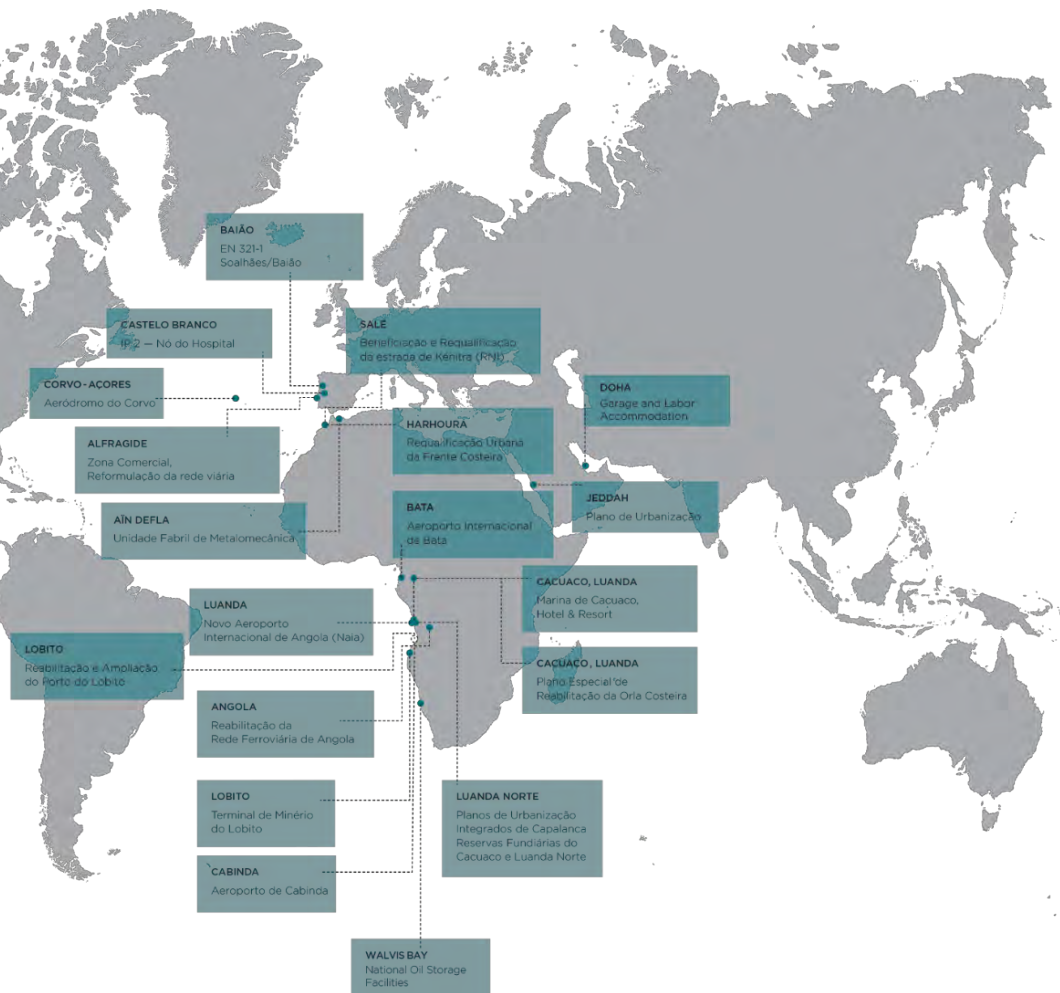 BAIÃO
EN 321-1
Soalhães/Baião
CASTELO BRANCO
IP 2 — Nó do Hospital
SALÉ
Beneficiação e Requalificação
da estrada de Kénitra (RNI)
CORVO - AÇORES
Aeródromo do Corvo
DOHA
Garage and Labor
Accommodation
HARHOURA
Requalificação Urbana
da Frente Costeira
ALFRAGIDE
Zona Comercial,
Reformulação da rede viária
JEDDAH
Plano de Urbanização
BATA
Aeroporto Internacional
de Bata
AÏN DEFLA
Unidade Fabril de Metalomecânica
CACUACO, LUANDA
Marina de Cacuaco,
Hotel & Resort
LUANDA
Novo Aeroporto
Internacional de Angola (Naia)
LOBITO
Reabilitação e Ampliação
do Porto do Lobito
CACUACO, LUANDA
Plano Especial de
Reabilitação da Orla Costeira
ANGOLA
Reabilitação da
Rede Ferroviária de Angola
LOBITO
Terminal de Minério
do Lobito
LUANDA NORTE
Planos de Urbanização
Integrados de Capalanca
Reservas Fundiárias do
Cacuaco e Luanda Norte
CABINDA
Aeroporto de Cabinda
WALVIS BAY
National Oil Storage
Facilities